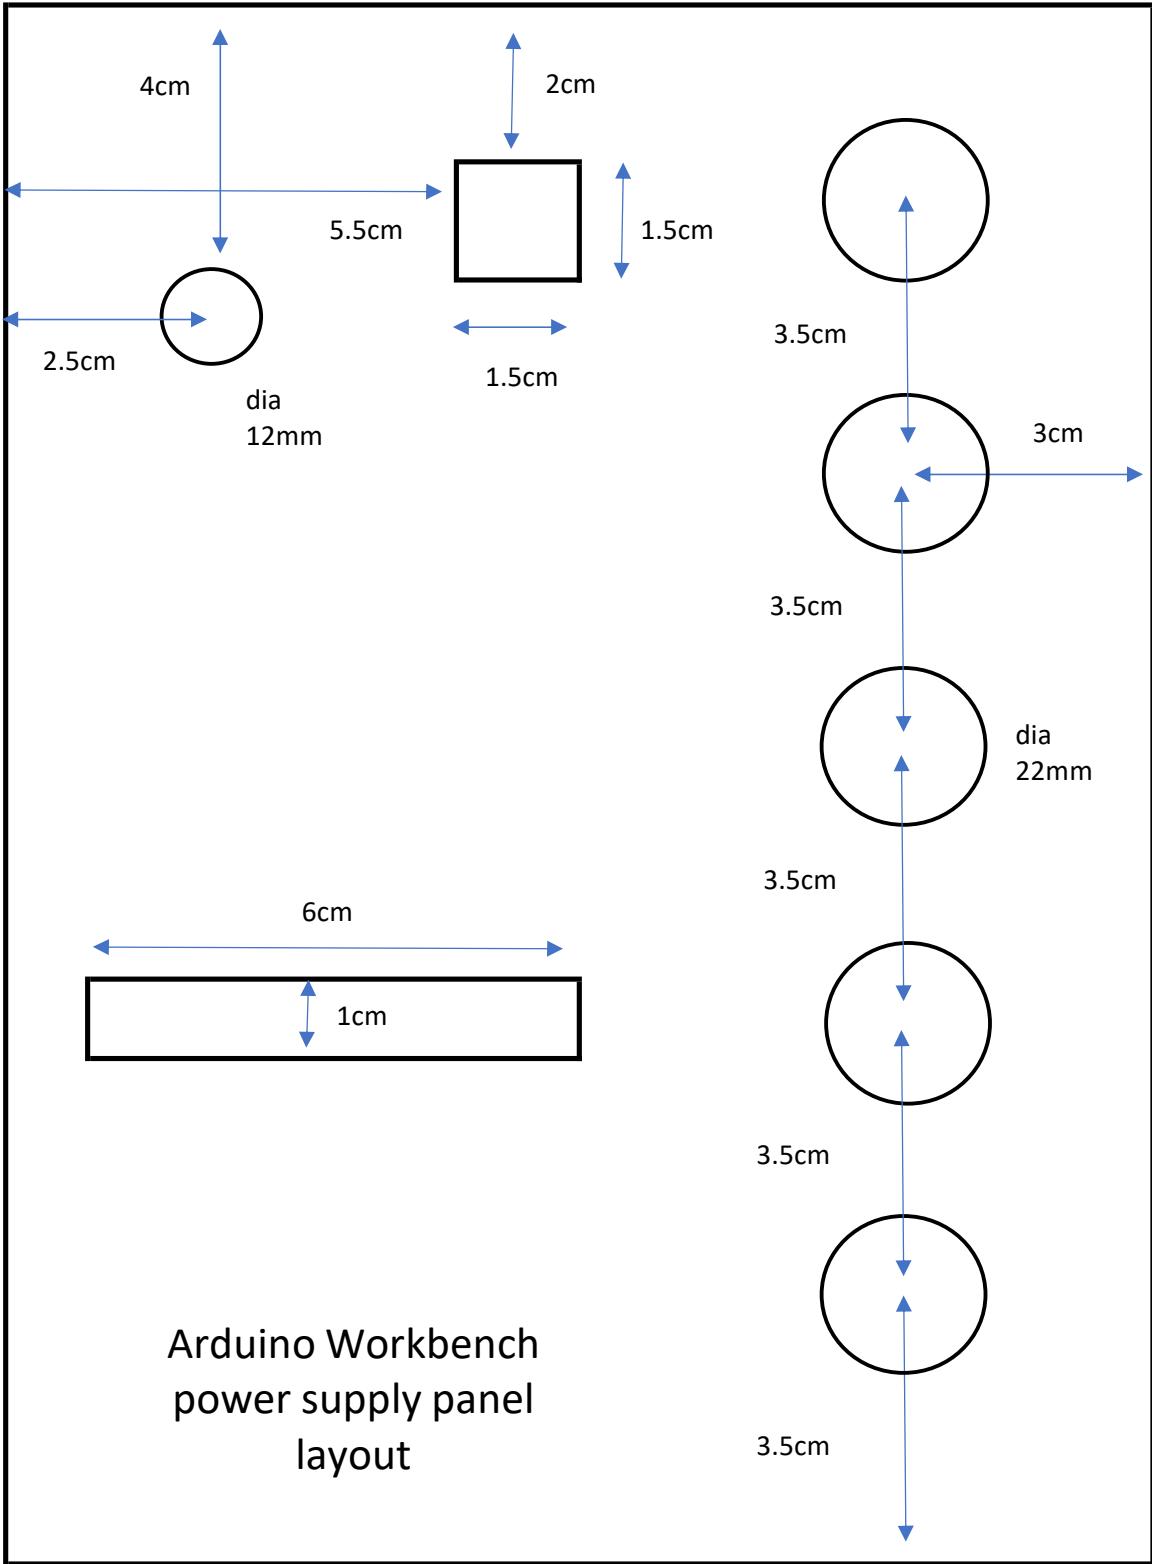 4cm
2cm
5.5cm
1.5cm
3.5cm
2.5cm
1.5cm
dia
12mm
3cm
3.5cm
dia
22mm
3.5cm
6cm
1cm
3.5cm
Arduino Workbench
power supply panel
layout
3.5cm